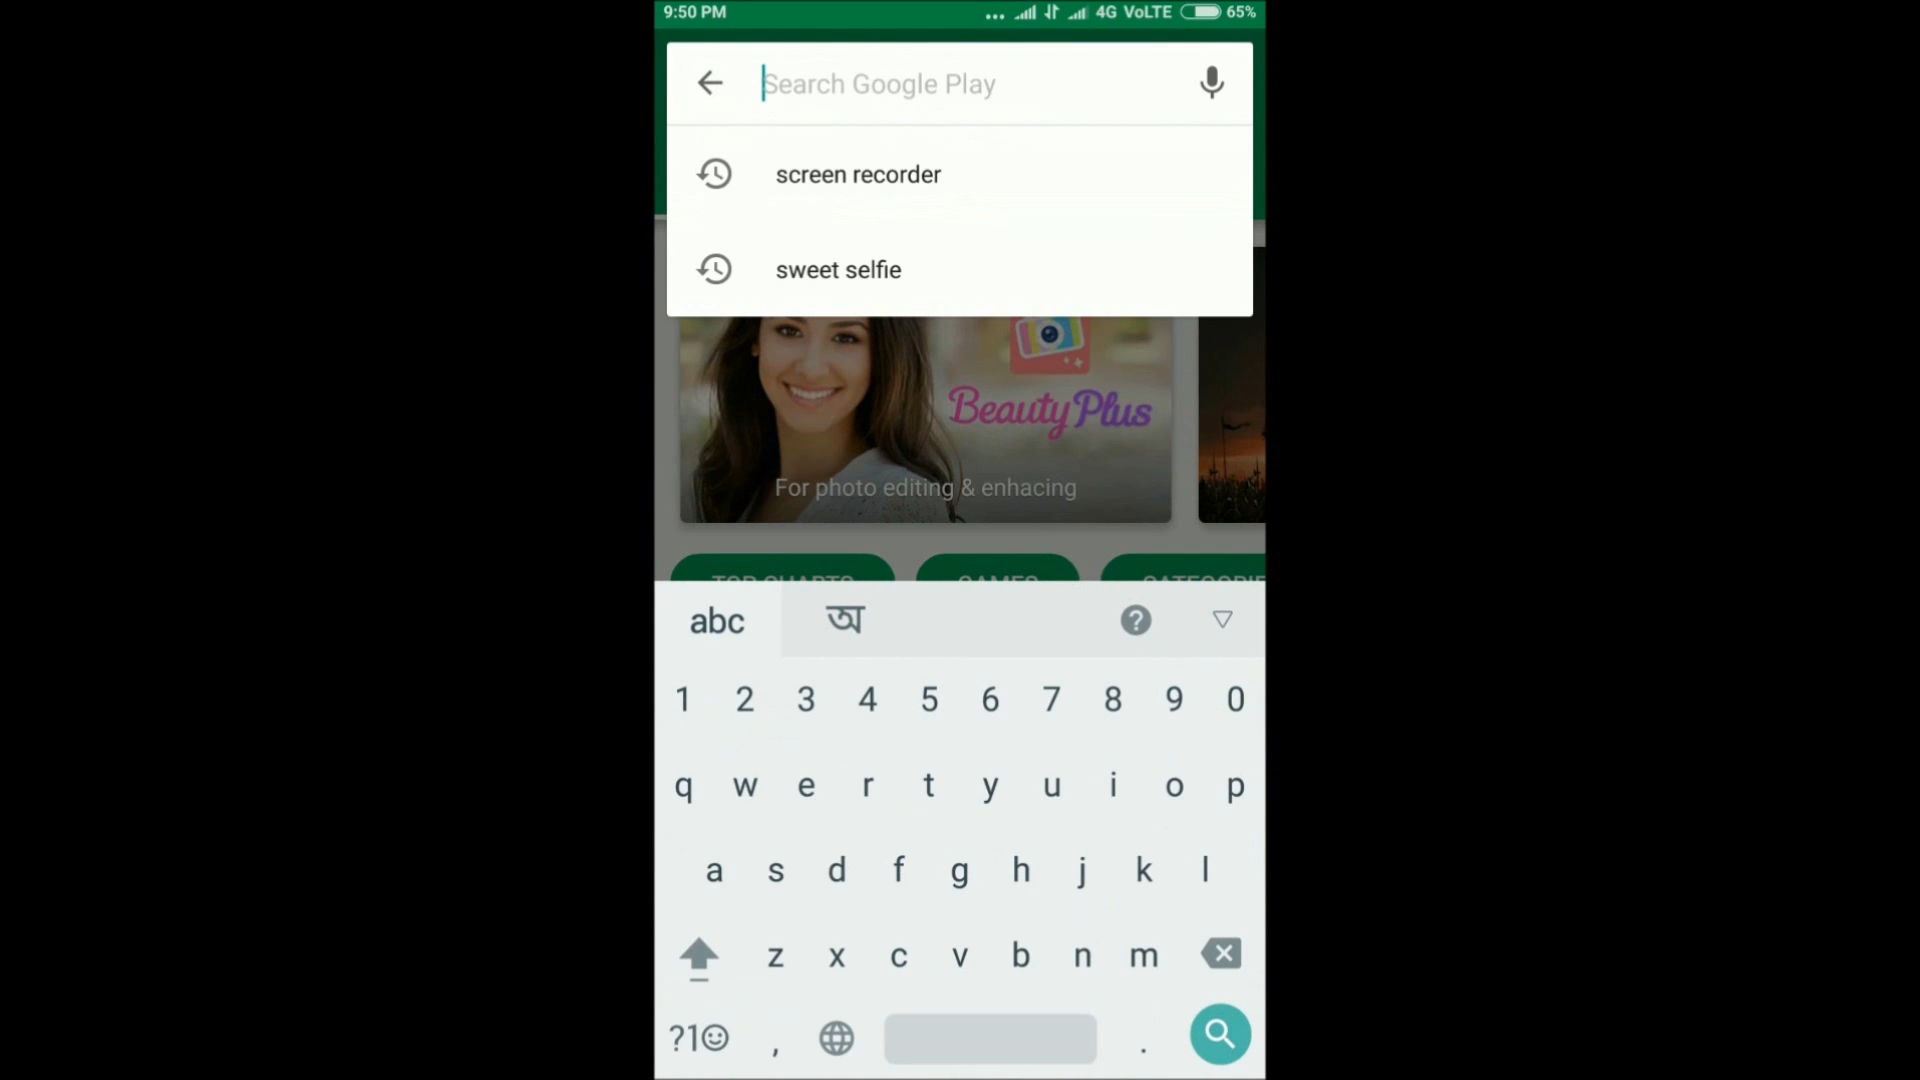 9:50 PM 4G VoLTE 65%
Search Google Play
screen recorder
sweet selfie
BeautyPlus
For photo editing & enhacing
TOP CHARTS GAMES
abc অ ?
1 2 3 4 5 6 7 8 9 0
q w e r t y u i o p
a s d f g h j k l
z x c v b n m
?1☺ , .